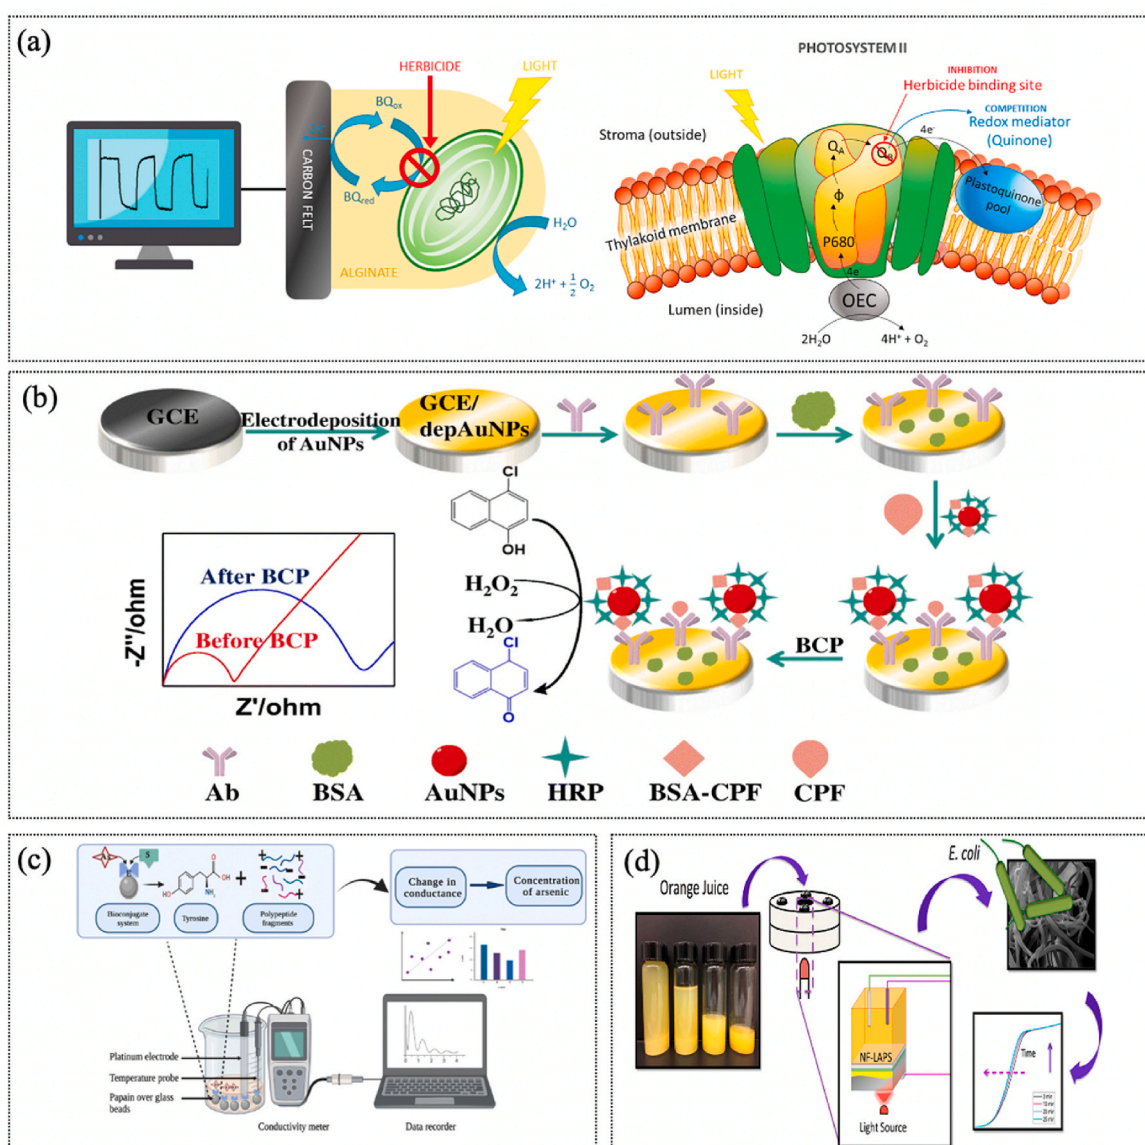 (a)
HERBICIDE
LIGHT
BQox
BQred
CARBON FELT
ALGINATE
H₂O
2H⁺ + 1/2 O₂
PHOTOSYSTEM II
LIGHT
INHIBITION
Herbicide binding site
COMPETITION
Redox mediator
(Quinone)
Stroma (outside)
4e⁻
QA
QB
Plastoquinone
pool
ϕ
Thylakoid membrane
P680
4e⁻
OEC
Lumen (inside)
2H₂O
4H⁺ + O₂
(b)
GCE
Electrodeposition
of AuNPs
GCE/
depAuNPs
Cl
OH
H₂O₂
H₂O
Cl
O
After BCP
Before BCP
-Z''/ohm
Z'/ohm
BCP
Ab
BSA
AuNPs
HRP
BSA-CPF
CPF
(c)
As
S
HO
O
OH
NH₂
Bioconjugate
system
Tyrosine
Polypeptide
fragments
Change in
conductance
Concentration
of arsenic
Platinum electrode
Temperature probe
Papain over glass
beads
Conductivity meter
Data recorder
(d)
Orange Juice
E. coli
NF-LAPS
Light Source
Time